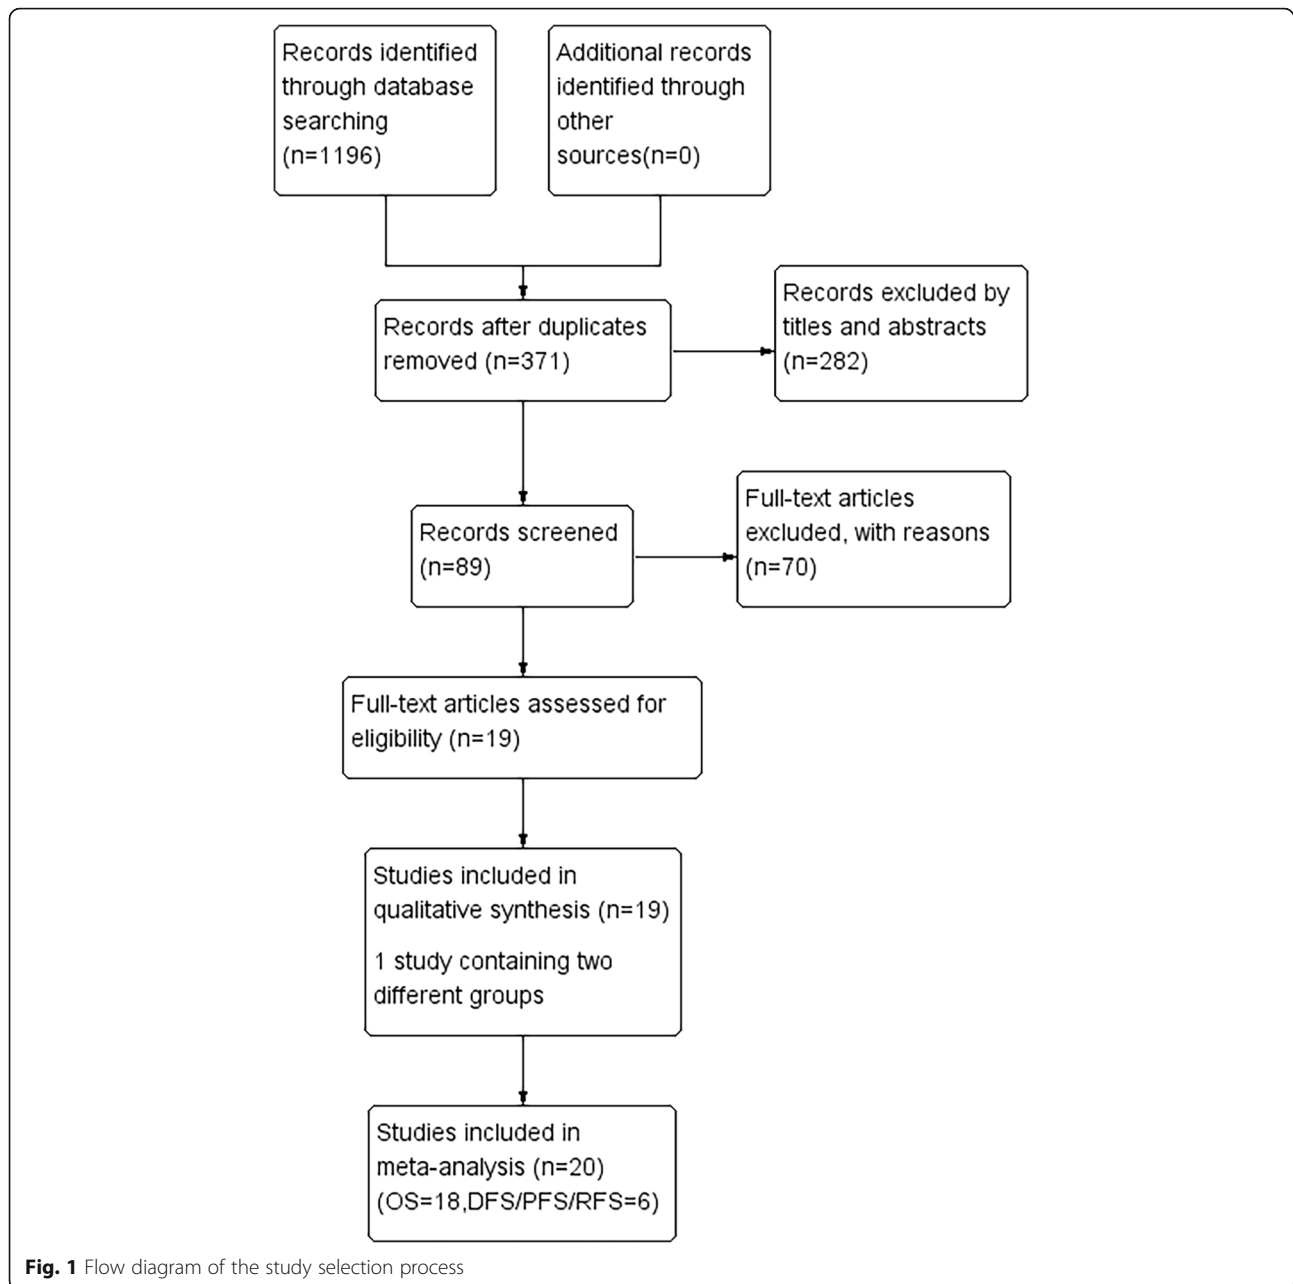 Records identified
through database
searching
(n=1196)
Additional records
identified through
other
sources(n=0)
Records after duplicates
removed (n=371)
Records excluded by
titles and abstracts
(n=282)
Records screened
(n=89)
Full-text articles
excluded, with reasons
(n=70)
Full-text articles assessed for
eligibility (n=19)
Studies included in
qualitative synthesis (n=19)
1 study containing two
different groups
Studies included in
meta-analysis (n=20)
(OS=18,DFS/PFS/RFS=6)
Fig. 1 Flow diagram of the study selection process